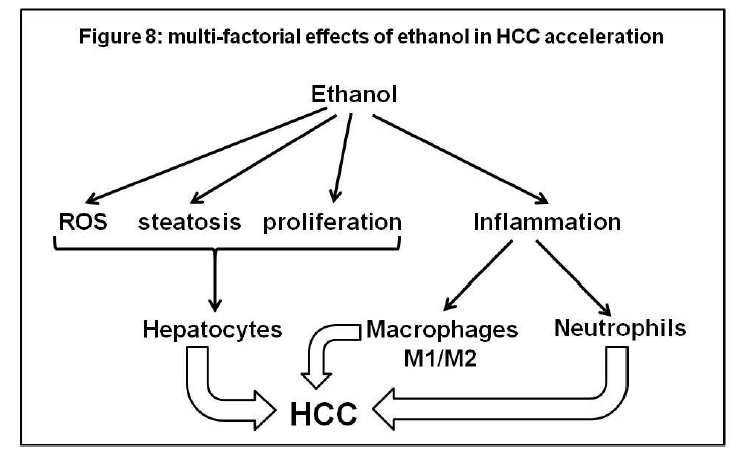 Figure 8: multi-factorial effects of ethanol in HCC acceleration
Ethanol
ROS steatosis proliferation Inflammation
Hepatocytes Macrophages Neutrophils
M1/M2
HCC